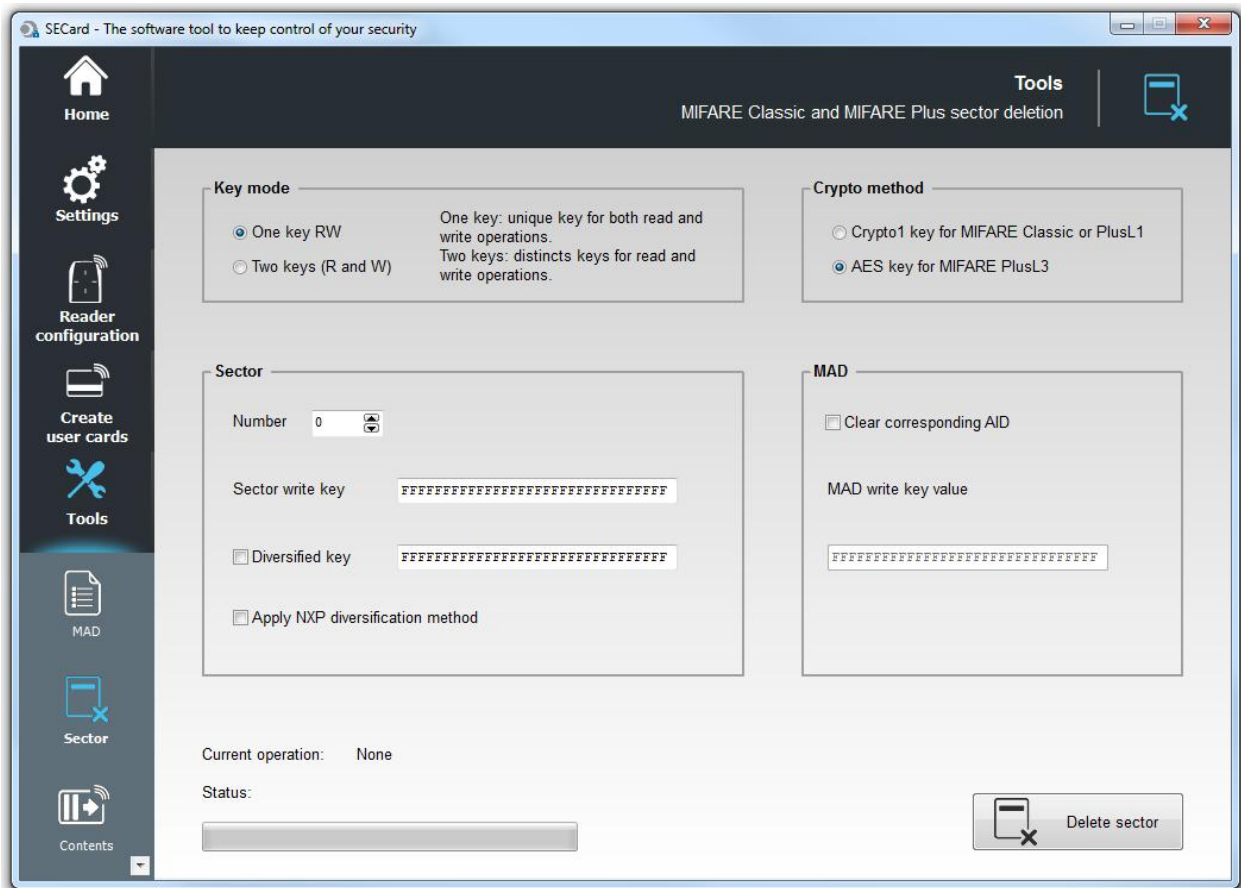 SECard - The software tool to keep control of your security
Home
Settings
Reader
configuration
Create
user cards
Tools
MAD
Sector
Contents
Tools
MIFARE Classic and MIFARE Plus sector deletion
Key mode
One key RW
Two keys (R and W)
One key: unique key for both read and
write operations.
Two keys: distincts keys for read and
write operations.
Crypto method
Crypto1 key for MIFARE Classic or PlusL1
AES key for MIFARE PlusL3
Sector
Number 0
Sector write key FFFFFFFFFFFFFFFFFFFFFFFFFFFFFFFF
Diversified key FFFFFFFFFFFFFFFFFFFFFFFFFFFFFFFF
Apply NXP diversification method
MAD
Clear corresponding AID
MAD write key value
FFFFFFFFFFFFFFFFFFFFFFFFFFFFFFFF
Current operation: None
Status:
Delete sector